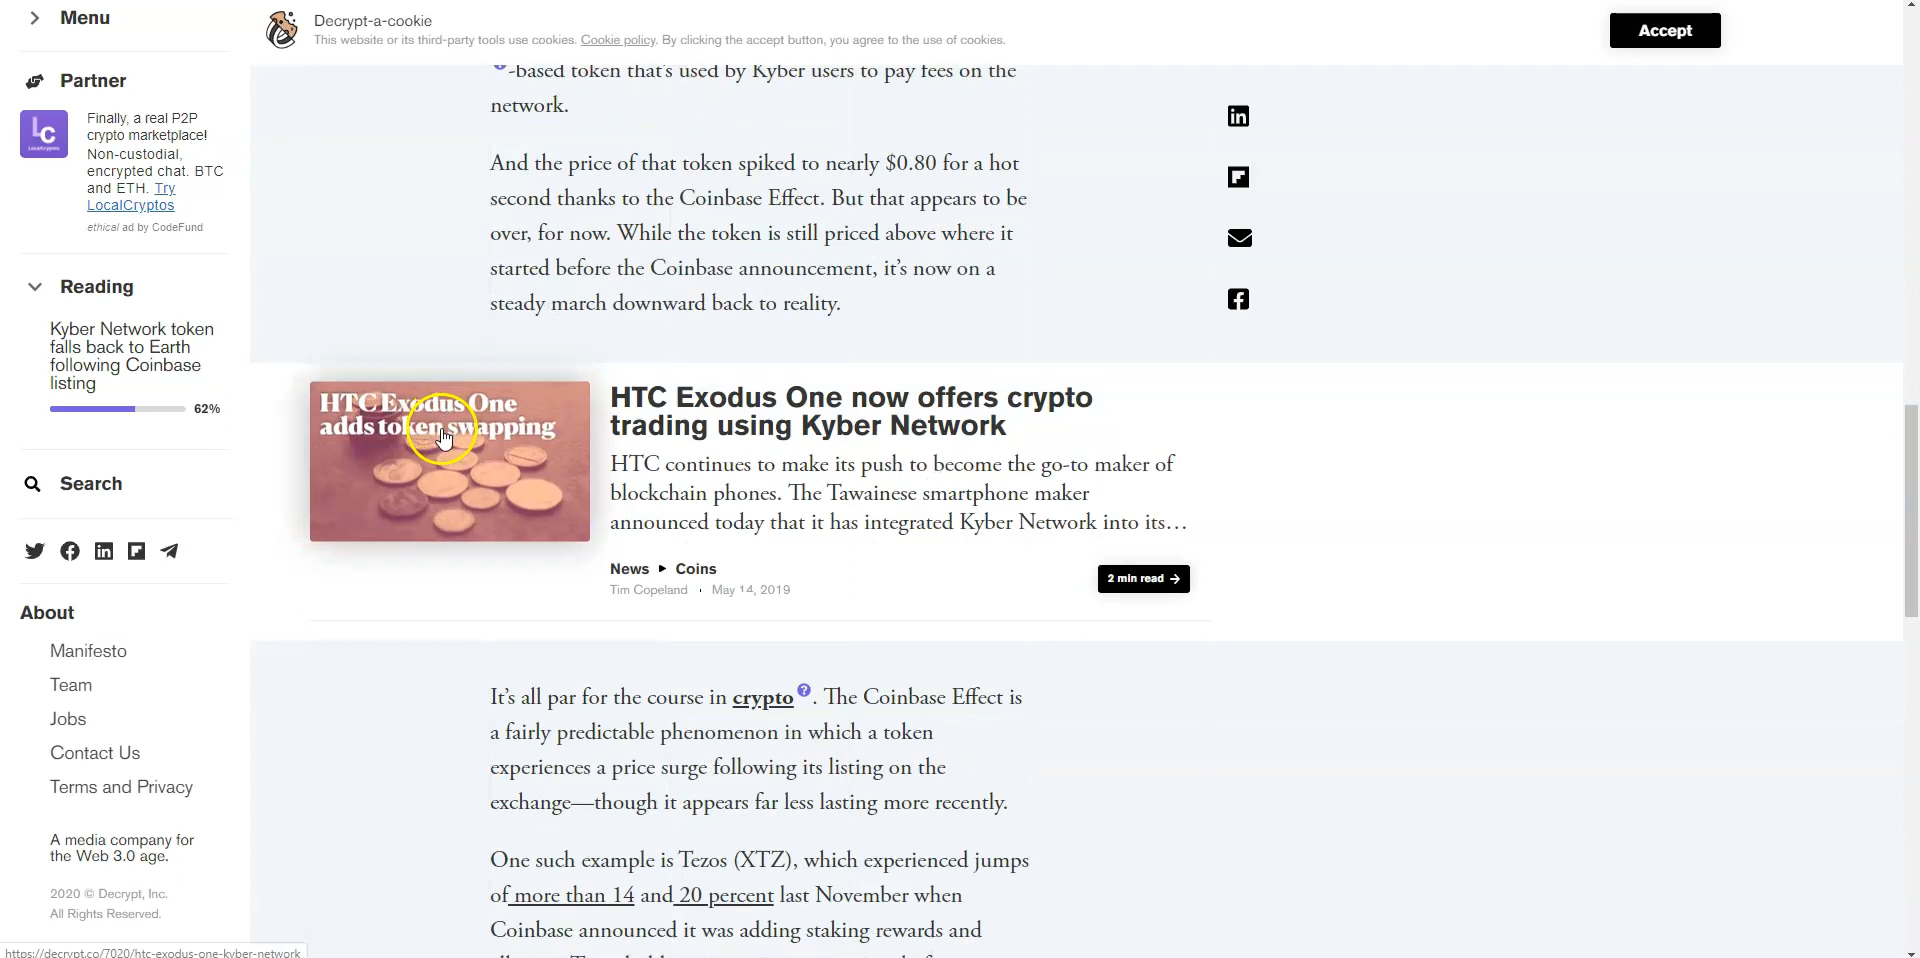 Menu
Partner
LC
LocalCryptos
Finally, a real P2P
crypto marketplace!
Non-custodial,
encrypted chat. BTC
and ETH. Try
LocalCryptos
ethical ad by CodeFund
Reading
Kyber Network token
falls back to Earth
following Coinbase
listing
62%
Search
About
Manifesto
Team
Jobs
Contact Us
Terms and Privacy
A media company for
the Web 3.0 age.
2020 © Decrypt, Inc.
All Rights Reserved.
https://decrypt.co/7020/htc-exodus-one-kyber-network
Decrypt-a-cookie
This website or its third-party tools use cookies. Cookie policy. By clicking the accept button, you agree to the use of cookies.
Accept
?-based token that's used by Kyber users to pay fees on the
network.
And the price of that token spiked to nearly $0.80 for a hot
second thanks to the Coinbase Effect. But that appears to be
over, for now. While the token is still priced above where it
started before the Coinbase announcement, it's now on a
steady march downward back to reality.
HTC Exodus One
adds token swapping
HTC Exodus One now offers crypto
trading using Kyber Network
HTC continues to make its push to become the go-to maker of
blockchain phones. The Tawainese smartphone maker
announced today that it has integrated Kyber Network into its…
News ▸ Coins
Tim Copeland · May 14, 2019
2 min read →
It's all par for the course in crypto?. The Coinbase Effect is
a fairly predictable phenomenon in which a token
experiences a price surge following its listing on the
exchange—though it appears far less lasting more recently.
One such example is Tezos (XTZ), which experienced jumps
of more than 14 and 20 percent last November when
Coinbase announced it was adding staking rewards and